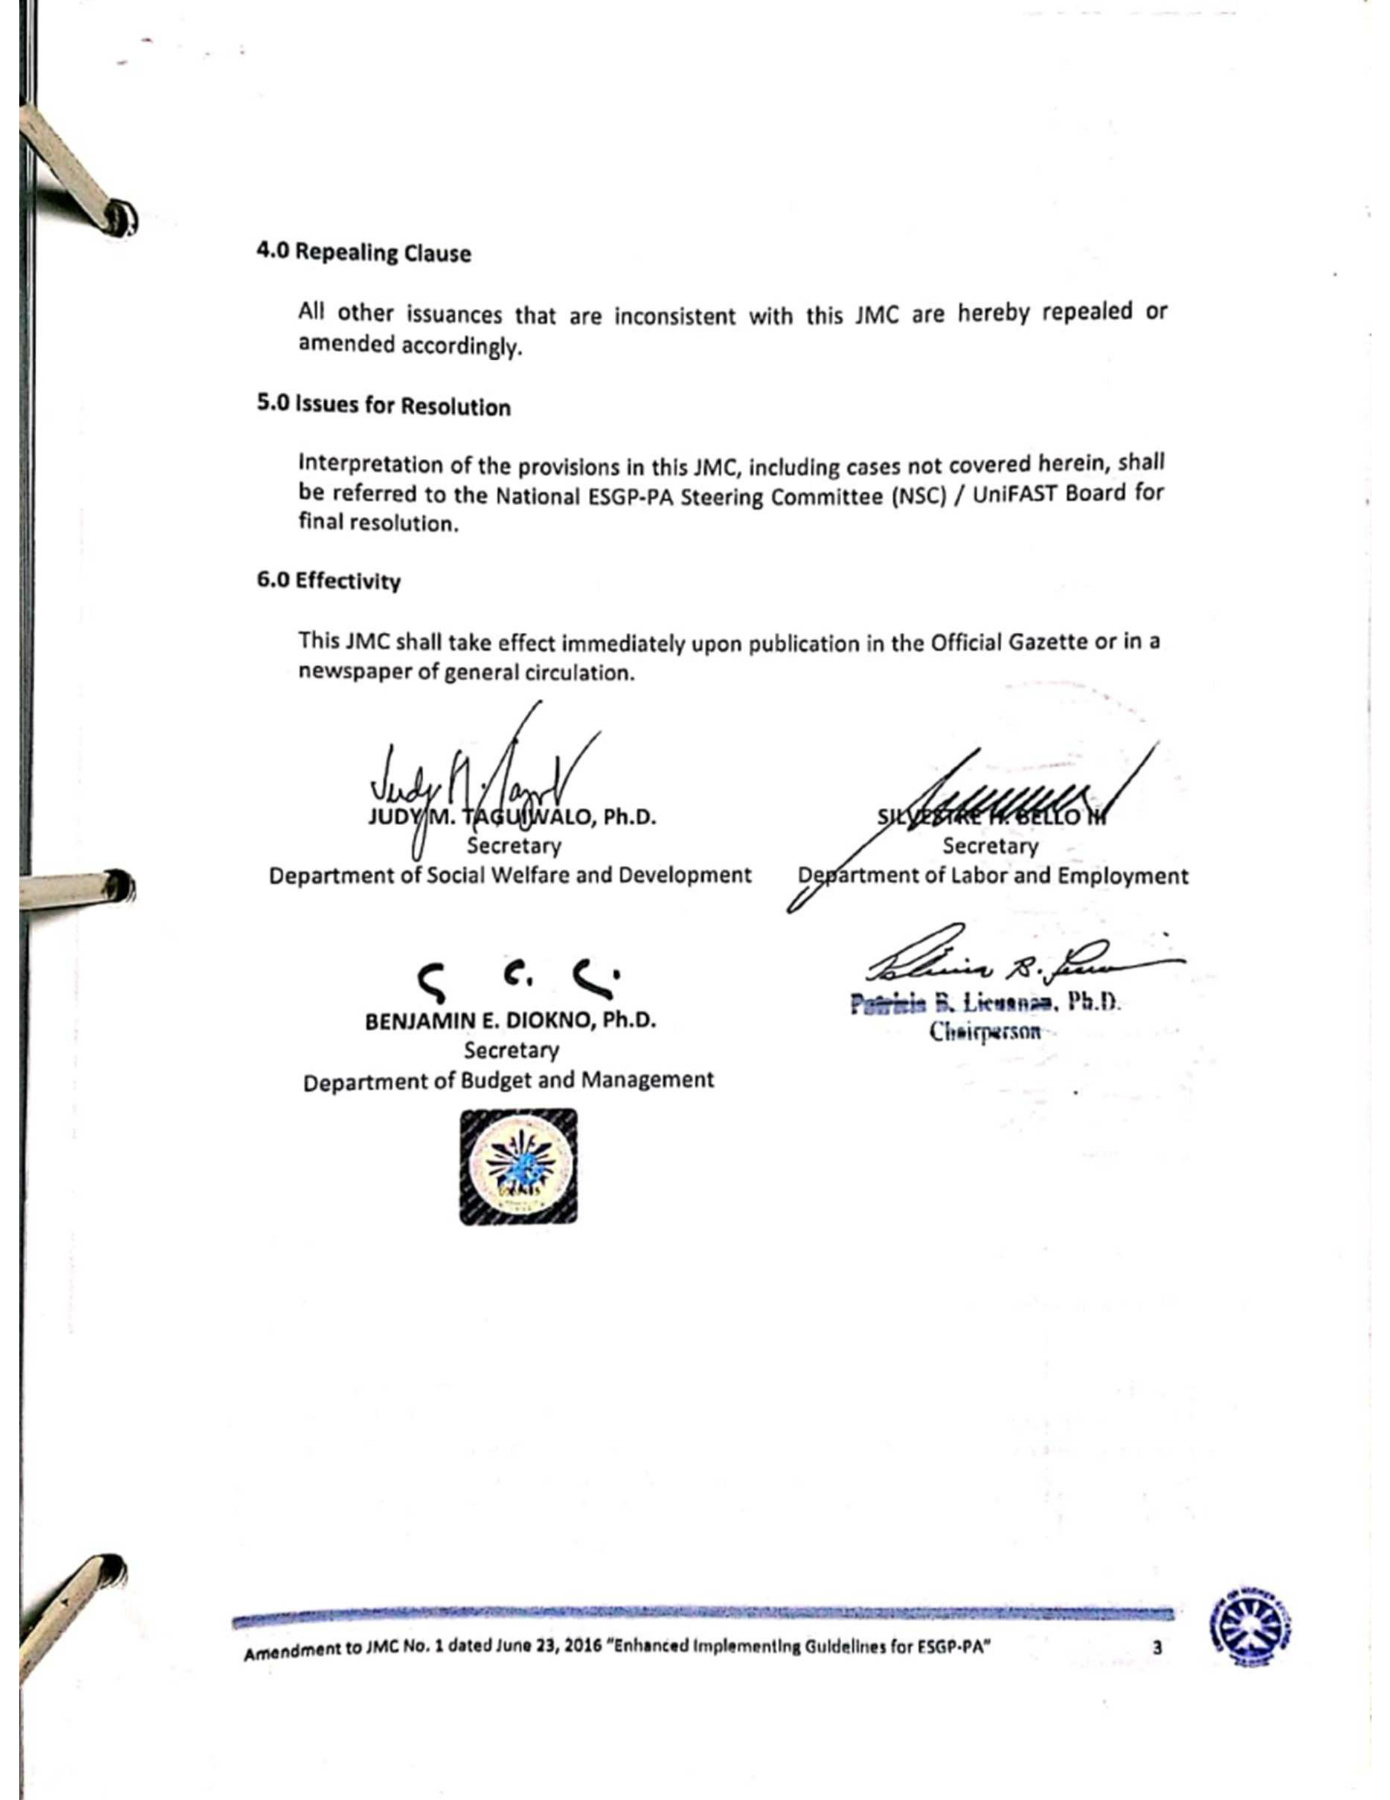 4.0 Repealing Clause
All other issuances that are inconsistent with this JMC are hereby repealed or
amended accordingly.
5.0 Issues for Resolution
Interpretation of the provisions in this JMC, including cases not covered herein, shall
be referred to the National ESGP-PA Steering Committee (NSC) / UniFAST Board for
final resolution.
6.0 Effectivity
This JMC shall take effect immediately upon publication in the Official Gazette or in a
newspaper of general circulation.
JUDY M. TAGUIWALO, Ph.D.
Secretary
Department of Social Welfare and Development
SILVESTRE H. BELLO III
Secretary
Department of Labor and Employment
BENJAMIN E. DIOKNO, Ph.D.
Secretary
Department of Budget and Management
Patricia B. Licuanan, Ph.D.
Chairperson
Amendment to JMC No. 1 dated June 23, 2016 "Enhanced Implementing Guidelines for ESGP-PA"
3